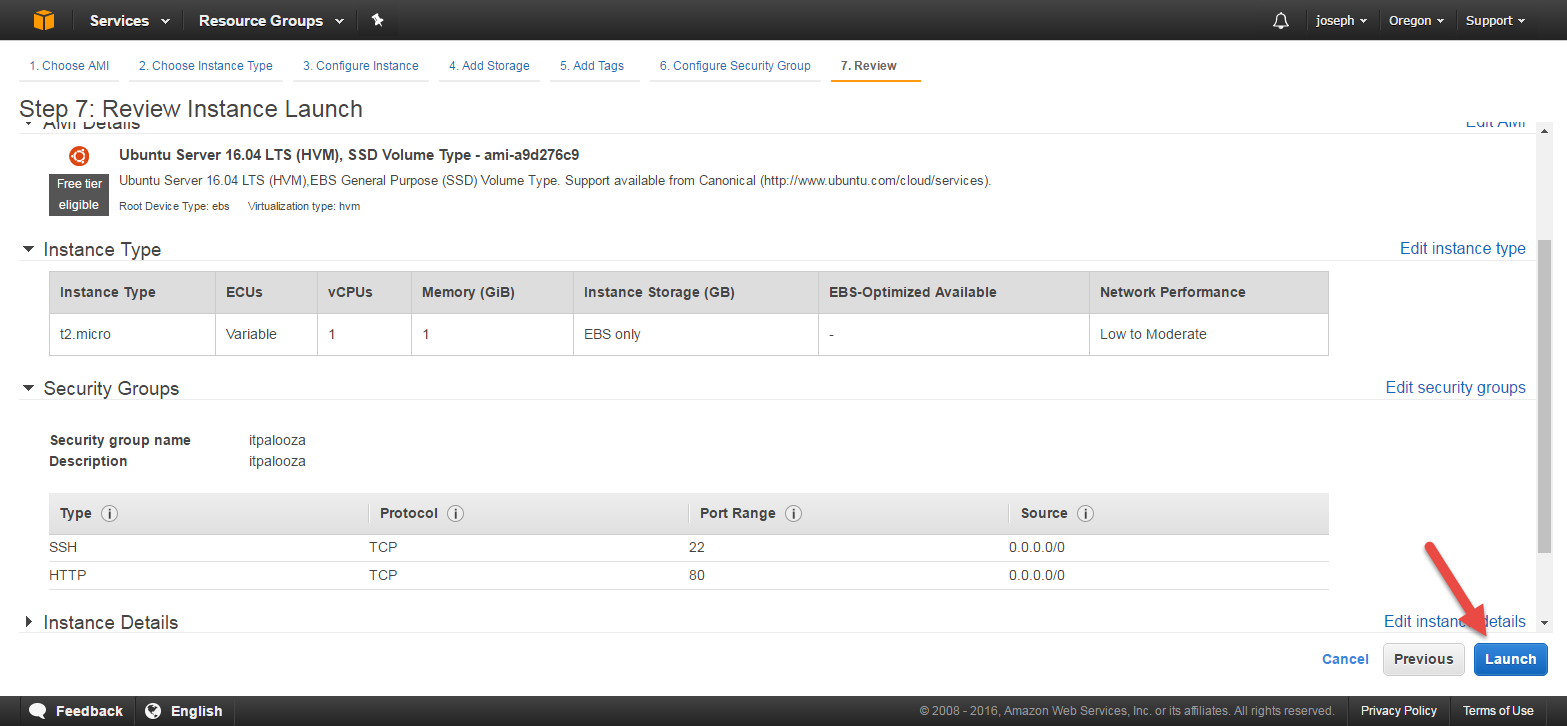 Services Resource Groups joseph Oregon Support
1. Choose AMI 2. Choose Instance Type 3. Configure Instance 4. Add Storage 5. Add Tags 6. Configure Security Group 7. Review
Step 7: Review Instance Launch
AMI Details Edit AMI
Ubuntu Server 16.04 LTS (HVM), SSD Volume Type - ami-a9d276c9
Free tier eligible
Ubuntu Server 16.04 LTS (HVM),EBS General Purpose (SSD) Volume Type. Support available from Canonical (http://www.ubuntu.com/cloud/services).
Root Device Type: ebs Virtualization type: hvm
Instance Type Edit instance type
Instance Type ECUs vCPUs Memory (GiB) Instance Storage (GB) EBS-Optimized Available Network Performance
t2.micro Variable 1 1 EBS only - Low to Moderate
Security Groups Edit security groups
Security group name itpalooza
Description itpalooza
Type Protocol Port Range Source
SSH TCP 22 0.0.0.0/0
HTTP TCP 80 0.0.0.0/0
Instance Details Edit instance details
Cancel Previous Launch
Feedback English © 2008 - 2016, Amazon Web Services, Inc. or its affiliates. All rights reserved. Privacy Policy Terms of Use